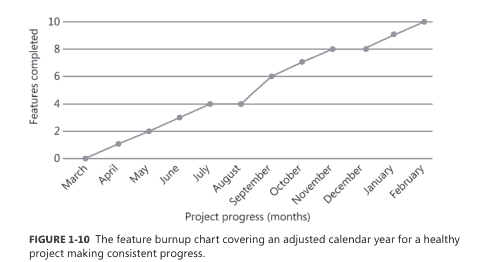 Features completed
10
8
6
4
2
0
March
April
May
June
July
August
September
October
November
December
January
February
Project progress (months)
FIGURE 1-10 The feature burnup chart covering an adjusted calendar year for a healthy
project making consistent progress.